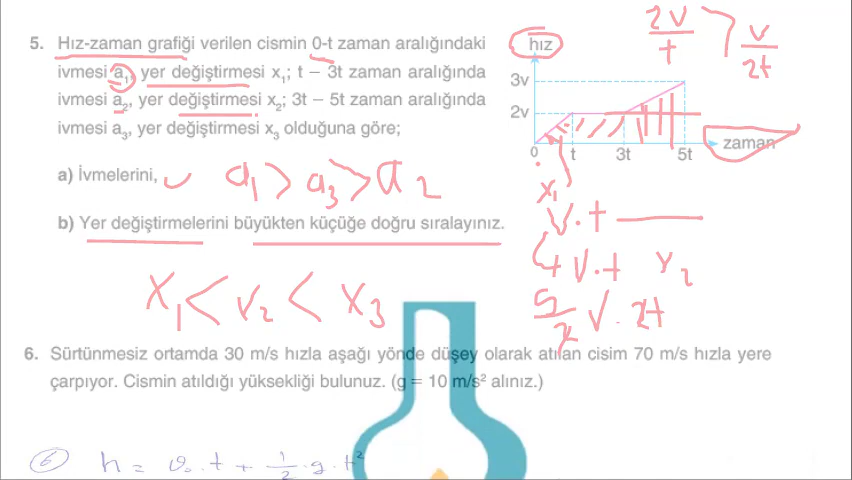 5. Hız-zaman grafiği verilen cismin 0-t zaman aralığındaki
ivmesi a₁, yer değiştirmesi x₁; t – 3t zaman aralığında
ivmesi a₂, yer değiştirmesi x₂; 3t – 5t zaman aralığında
ivmesi a₃, yer değiştirmesi x₃ olduğuna göre;
a) İvmelerini,
a₁ > a₃ > a₂
b) Yer değiştirmelerini büyükten küçüğe doğru sıralayınız.
x₁ < x₂ < x₃
hız
3v
2v
0 t 3t 5t zaman
2v/t > v/2t
x₁
v.t
4v.t x₂
5/2 v.2t
6. Sürtünmesiz ortamda 30 m/s hızla aşağı yönde düşey olarak atılan cisim 70 m/s hızla yere
çarpıyor. Cismin atıldığı yüksekliği bulunuz. (g = 10 m/s² alınız.)
6 h = v₀.t + 1/2 .g.t²